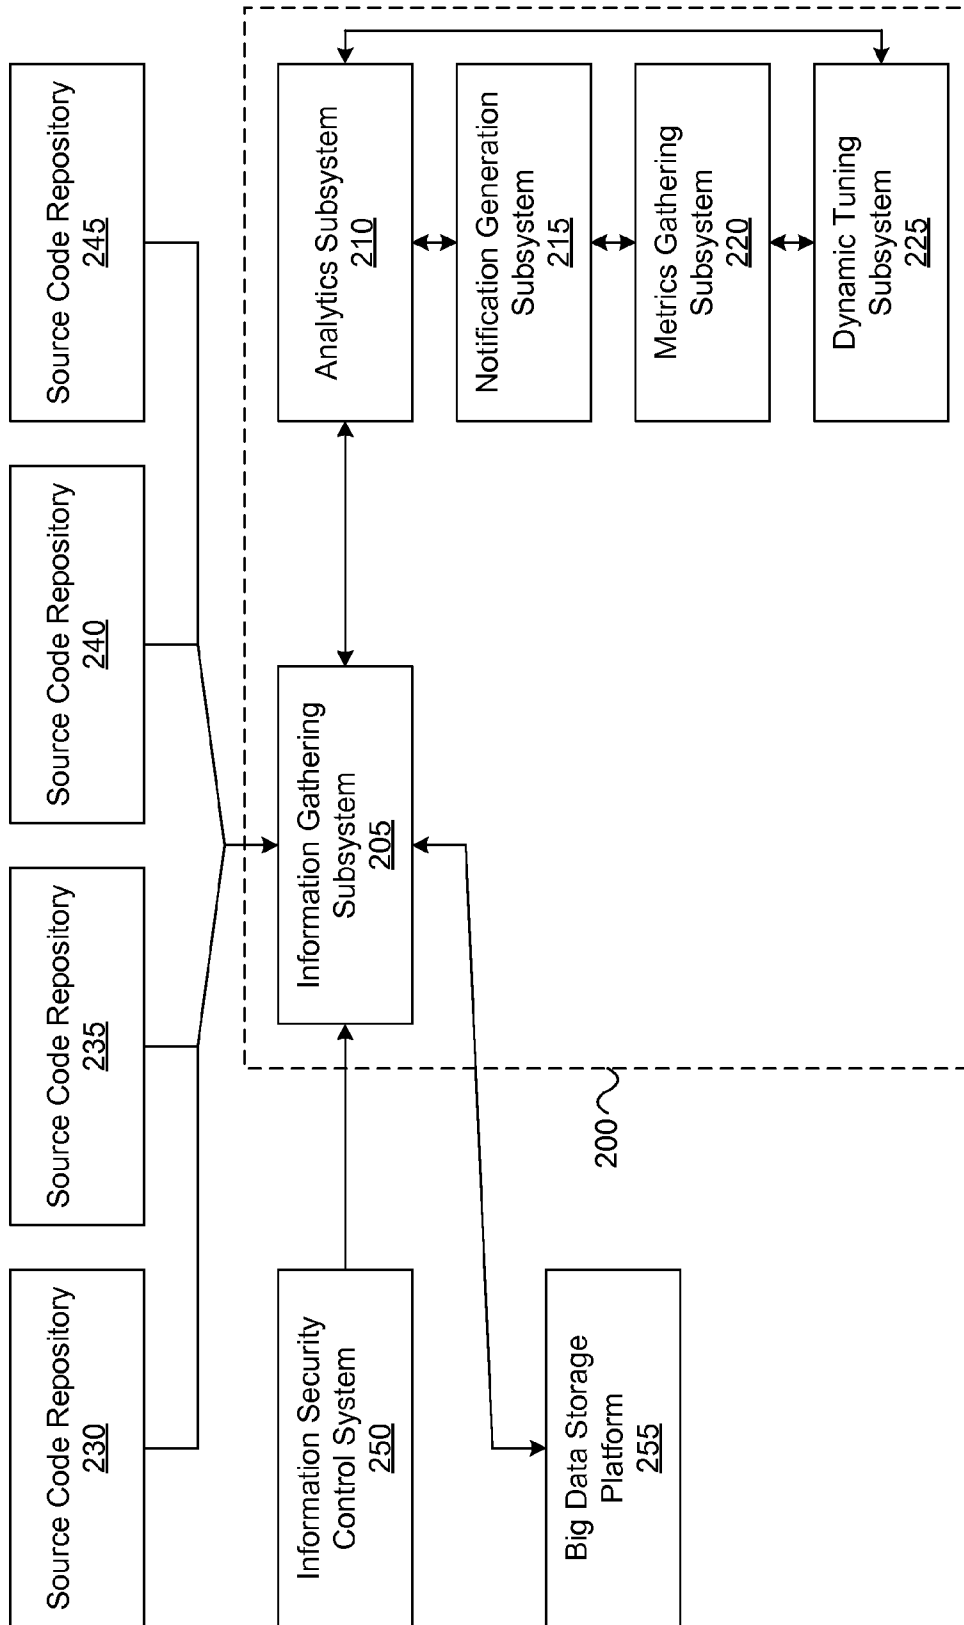 Source Code Repository
230
Source Code Repository
235
Source Code Repository
240
Source Code Repository
245
Information Security
Control System
250
Information Gathering
Subsystem
205
Analytics Subsystem
210
Notification Generation
Subsystem
215
Metrics Gathering
Subsystem
220
Dynamic Tuning
Subsystem
225
Big Data Storage
Platform
255
200